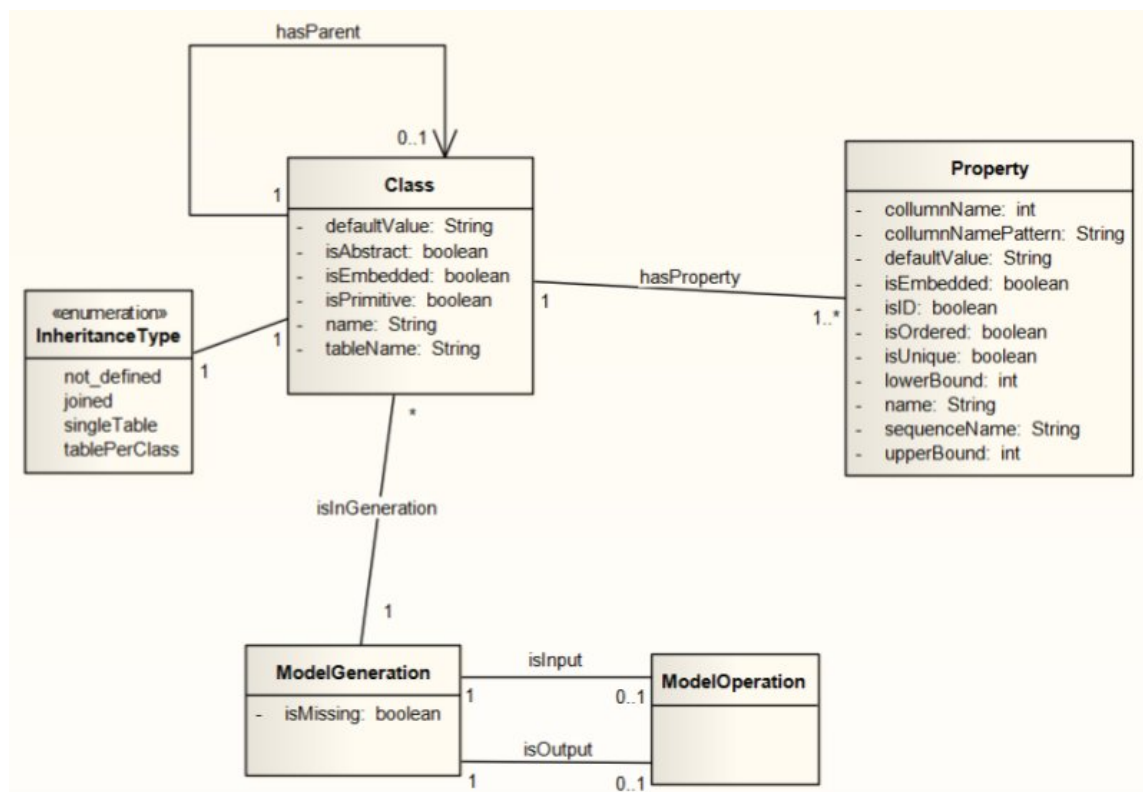 hasParent
0..1
1
Class
- defaultValue: String
- isAbstract: boolean
- isEmbedded: boolean
- isPrimitive: boolean
- name: String
- tableName: String
hasProperty
1
1..*
Property
- collumnName: int
- collumnNamePattern: String
- defaultValue: String
- isEmbedded: boolean
- isID: boolean
- isOrdered: boolean
- isUnique: boolean
- lowerBound: int
- name: String
- sequenceName: String
- upperBound: int
«enumeration»
InheritanceType
not_defined
joined
singleTable
tablePerClass
1
1
*
isInGeneration
1
ModelGeneration
- isMissing: boolean
isInput
1
0..1
isOutput
1
0..1
ModelOperation